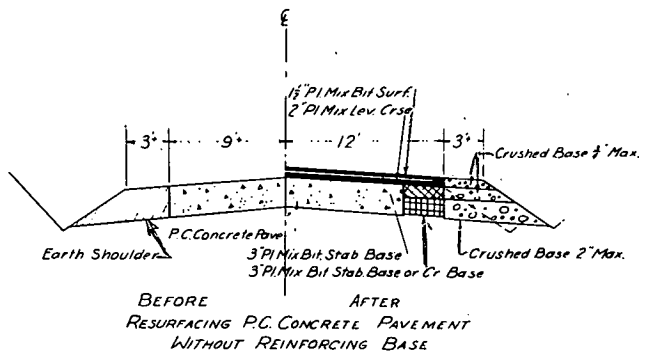 ℄
1½" Pl. Mix Bit Surf.
2" Pl Mix Lev. Crse
3'± 9'± 12' 3'±
Crushed Base ¾" Max.
P.C. Concrete Pave
Earth Shoulder
3" Pl. Mix Bit. Stab Base
Crushed Base 2" Max.
3" Pl. Mix Bit Stab. Base or Cr Base
BEFORE AFTER
RESURFACING P.C. CONCRETE PAVEMENT
WITHOUT REINFORCING BASE